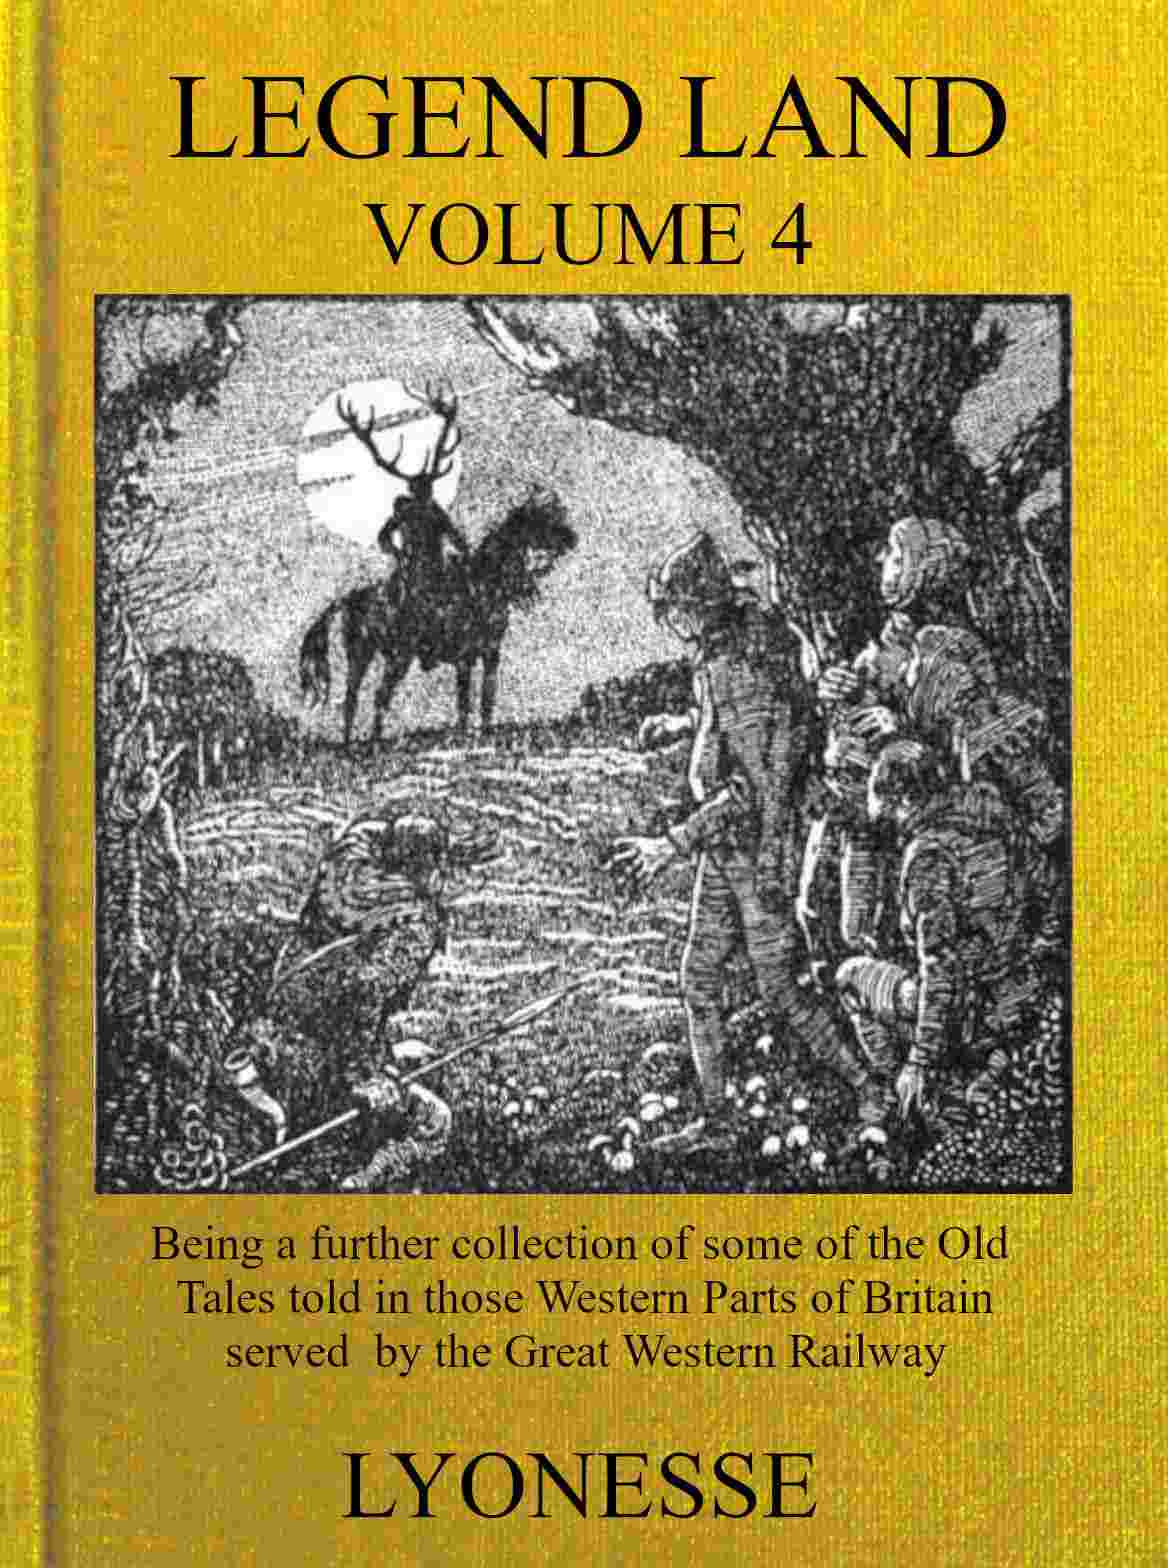 LEGEND LAND
VOLUME 4
Being a further collection of some of the Old
Tales told in those Western Parts of Britain
served by the Great Western Railway
LYONESSE